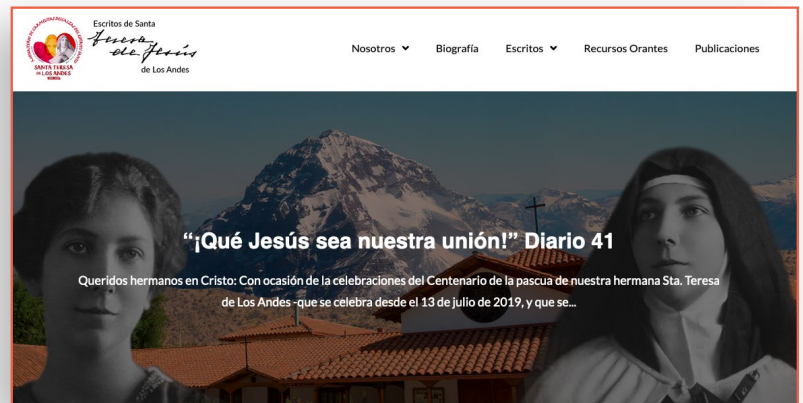 SANTA TERESA
DE LOS ANDES
Escritos de Santa
Teresa
de Jesús
de Los Andes
Nosotros
Biografía
Escritos
Recursos Orantes
Publicaciones
“¡Qué Jesús sea nuestra unión!” Diario 41
Queridos hermanos en Cristo: Con ocasión de la celebraciones del Centenario de la pascua de nuestra hermana Sta. Teresa
de Los Andes -que se celebra desde el 13 de julio de 2019, y que se...